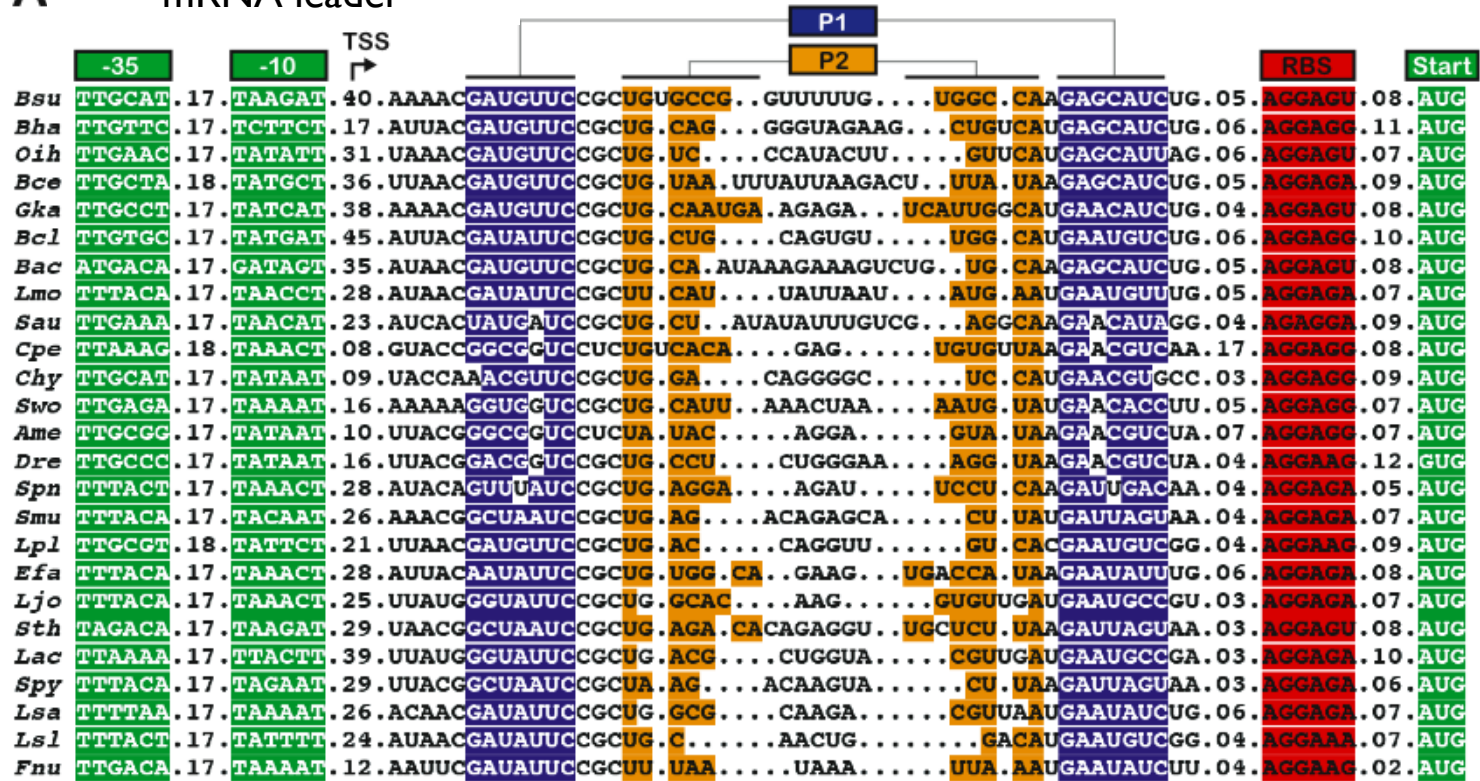 mRNA leader
P1
TSS
-35 -10 P2 RBS Start
Bsu TTGCAT.17.TAAGAT.40.AAAACGAUGUUCCGCUGUGCCG..GUUUUUG.....UGGC.CAAGAGCAUCUG.05.AGGAGU.08.AUG
Bha TTGTTC.17.TCTTCT.17.AUUACGAUGUUCUCGCUG.CAG...GGGUAGAAG...CUGUCAUGAGCAUCUG.06.AGGAGG.11.AUG
Oih TTGAAC.17.TATATT.31.UAAACGAUGUUCCGCUG.UC....CCAUACUU.....GUUCAUGAGCAUUAG.06.AGGAGU.07.AUG
Bce TTGCTA.18.TATGCT.36.UUAACGAUGUUCCGCUG.UAA.UUUAUUAAGACU..UUA.UAAGAGCAUCUG.05.AGGAGA.09.AUG
Gka TTGCCT.17.TATCAT.38.AAAACGAUGUUCCGCUG.CAAUGA.AGAGA...UCAUUGGCAUGAACAUCUG.04.AGGAGU.08.AUG
Bcl TTGTGC.17.TATGAT.45.AUUACGAUAUUCCGCUG.CUG....CAGUGU.....UGG.CAUGAAUGUCUG.06.AGGAGG.10.AUG
Bac ATGACA.17.GATAGT.35.AUAACGAUGUUCCGCUG.CA.AUAAAGAAAGUCUG..UG.CAAGAGCAUCUG.05.AGGAGU.08.AUG
Lmo TTTACA.17.TAACCT.28.AUAACGAUAUUCCGCUU.CAU....UAUUAAU....AUG.AAUGAAUGUUUG.05.AGGAGA.07.AUG
Sau TTGAAA.17.TAACAT.23.AUCACUAUGAUCCGCUG.CU..AUAUAUUUGUCG...AGGCAAGAACAUAGG.04.AGAGGA.09.AUG
Cpe TTAAAG.18.TAAACT.08.GUACCGGCGGUCCUCUGUCACA....GAG......UGUGUUAAGAACGUCAA.17.AGGAGG.08.AUG
Chy TTGCAT.17.TATAAT.09.UACCAAACGUUCCGCUG.GA.....CAGGGGC......UC.CAUGAACGUGCC.03.AGGAGG.09.AUG
Swo TTGAGA.17.TAAAAT.16.AAAAAGGUGGUCCGCUG.CAUU..AAACUAA....AAUG.UAUGAACACCUU.05.AGGAGG.07.AUG
Ame TTGCGG.17.TATAAT.10.UUACGGGCGGUCCUCUA.UAC.....AGGA......GUA.UAAGAACGUCUA.07.AGGAGG.07.AUG
Dre TTGCCC.17.TATAAT.16.UUACGGACGGUCCGCUG.CCU....CUGGGAA....AGG.UAAGAACGUCUA.04.AGGAAG.12.GUG
Spn TTTACT.17.TAAACT.28.AUACAGUUUAUCCGCUG.AGGA....AGAU.....UCCU.CAAGAUUGACAA.04.AGGAGA.05.AUG
Smu TTTACA.17.TACAAT.26.AAACGGCUAAUCCGCUG.AG....ACAGAGCA.....CU.UAUGAUUAGUAA.04.AGGAGA.07.AUG
Lpl TTGCGT.18.TATTCT.21.UUAACGAUGUUCCGCUG.AC.....CAGGUU......GU.CACGAAUGUCGG.04.AGGAAG.09.AUG
Efa TTTACA.17.TAAACT.28.AUUACAAUAUUCCGCUG.UGG.CA..GAAG...UGACCA.UAAGAAUAUUUG.06.AGGAGA.08.AUG
Ljo TTTACA.17.TAAACT.25.UUAUGGGUAUUCCGCUG.GCAC....AAG......GUGUUGAUGAAUGCCGU.03.AGGAGA.07.AUG
Sth TAGACA.17.TAAGAT.29.UAACGGCUAAUCCGCUG.AGA.CACAGAGGU..UGCUCU.UAAGAUUAGUAA.03.AGGAGU.08.AUG
Lac TTAAAA.17.TTACTT.39.UUAUGGGUAUUCCGCUG.ACG....CUGGUA.....CGUUGAUGAAUGCCGA.03.AGGAGA.10.AUG
Spy TTTACA.17.TAGAAT.29.UUACGGCUAAUCCGCUA.AG....ACAAGUA......CU.UAAGAUUAGUAA.03.AGGAGA.06.AUG
Lsa TTTTAA.17.TAAAAT.26.ACAACGAUAUUCCGCUG.GCG....CAAGA......CGUUAAUGAAUAUCUG.06.AGGAGA.07.AUG
Lsl TTTACT.17.TATTTT.24.AUAACGAUAUUCCGCUG.C......AACUG........GACAUGAAUGUCGG.04.AGGAAA.07.AUG
Fnu TTGACA.17.TAAAAT.12.AAUUCGAUAUUCCGCUU.UAA.....UAAA......UUA.AAUGAAUAUCUU.04.AGGAAG.02.AUG